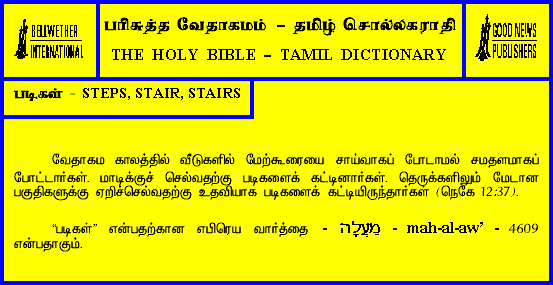 BELLWETHER
INTERNATIONAL
பரிசுத்த வேதாகமம் – தமிழ் சொல்லகராதி
THE HOLY BIBLE – TAMIL DICTIONARY
GOOD NEWS
PUBLISHERS
படிகள் - STEPS, STAIR, STAIRS
வேதாகம காலத்தில் வீடுகளில் மேற்கூரையை சாய்வாகப் போடாமல் சமதளமாகப்
போட்டார்கள். மாடிக்குச் செல்வதற்கு படிகளைக் கட்டினார்கள். தெருக்களிலும் மேடான
பகுதிகளுக்கு ஏறிச்செல்வதற்கு உதவியாக படிகளைக் கட்டியிருந்தார்கள் (நெகே 12:37).
“படிகள்” என்பதற்கான எபிரெய வார்த்தை - מַעֲלָה - mah-al-aw’ - 4609
என்பதாகும்.